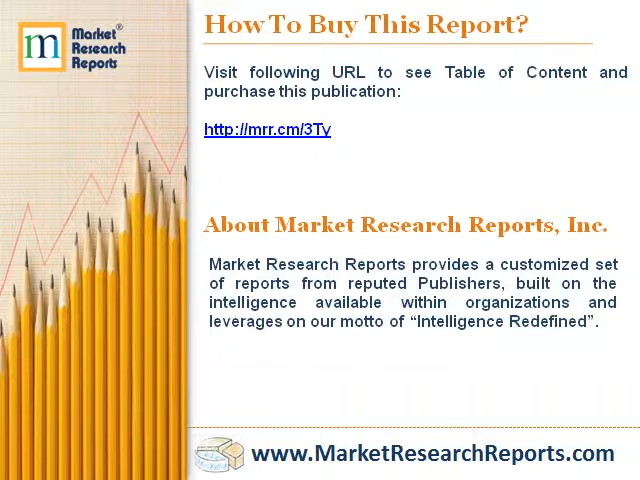 m
Market®
Research
Reports
How To Buy This Report?
Visit following URL to see Table of Content and
purchase this publication:
http://mrr.cm/3Ty
About Market Research Reports, Inc.
Market Research Reports provides a customized set
of reports from reputed Publishers, built on the
intelligence available within organizations and
leverages on our motto of “Intelligence Redefined”.
www.MarketResearchReports.com